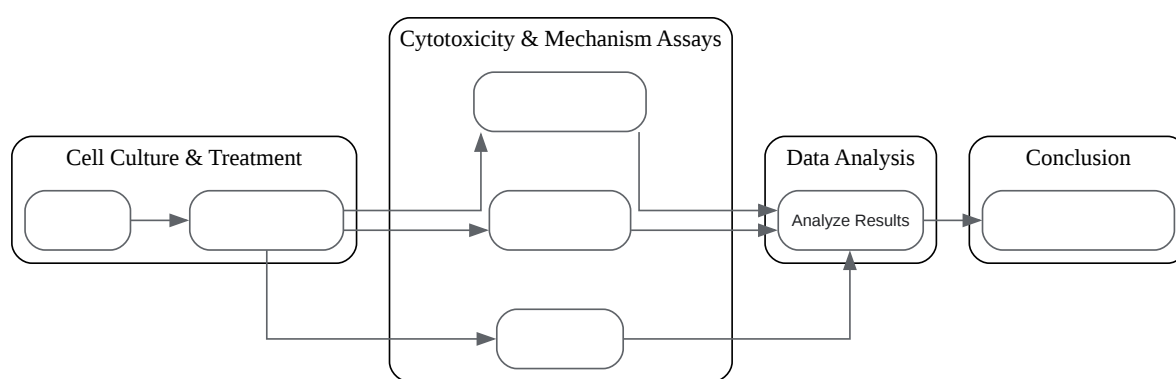 Cytotoxicity & Mechanism Assays
Cell Culture & Treatment
Data Analysis
Conclusion
Analyze Results